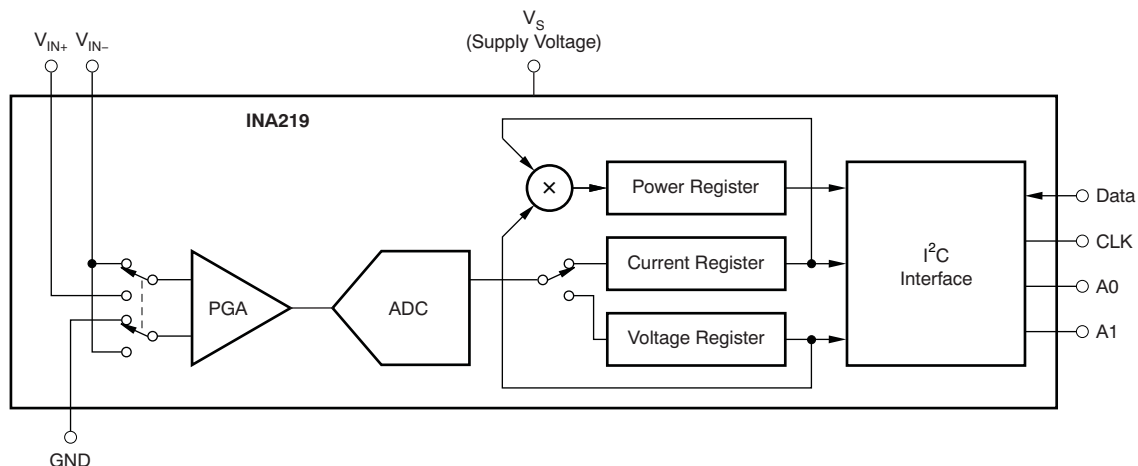 V_S
(Supply Voltage)
V_IN+ V_IN–
INA219
×
Power Register
Data
CLK
I²C
Interface
Current Register
A0
PGA
ADC
Voltage Register
A1
GND